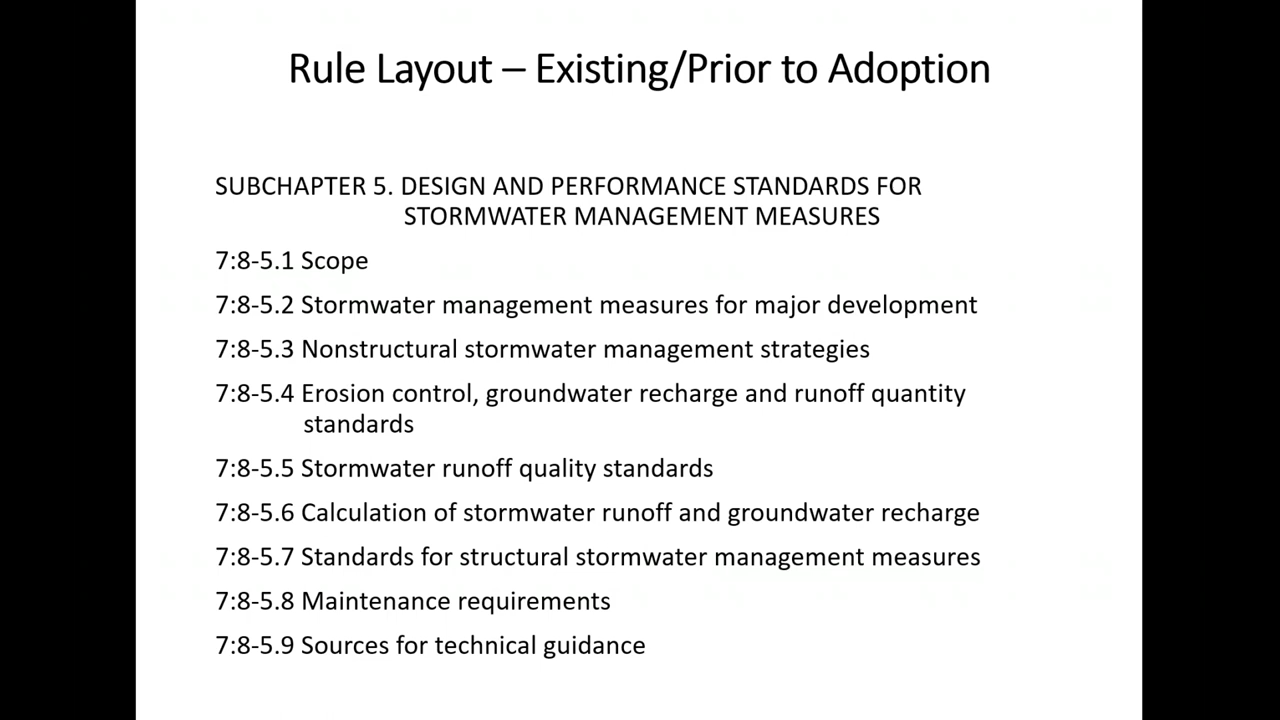 Rule Layout – Existing/Prior to Adoption
SUBCHAPTER 5. DESIGN AND PERFORMANCE STANDARDS FOR
STORMWATER MANAGEMENT MEASURES
7:8-5.1 Scope
7:8-5.2 Stormwater management measures for major development
7:8-5.3 Nonstructural stormwater management strategies
7:8-5.4 Erosion control, groundwater recharge and runoff quantity
standards
7:8-5.5 Stormwater runoff quality standards
7:8-5.6 Calculation of stormwater runoff and groundwater recharge
7:8-5.7 Standards for structural stormwater management measures
7:8-5.8 Maintenance requirements
7:8-5.9 Sources for technical guidance